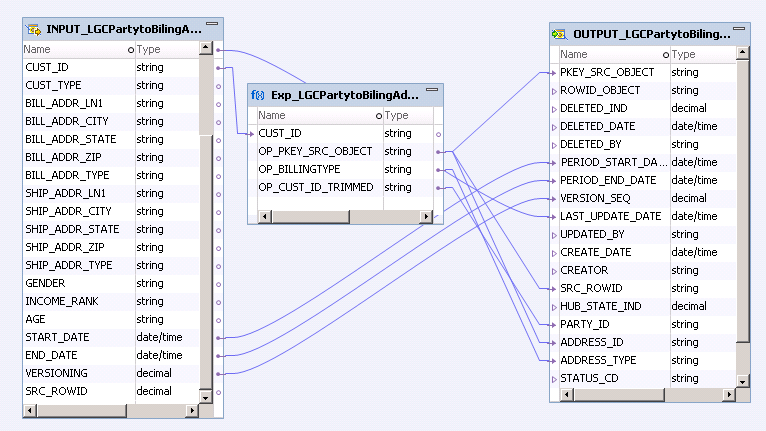 INPUT_LGCPartytoBilingA...
Name Type
CUST_ID string
CUST_TYPE string
BILL_ADDR_LN1 string
BILL_ADDR_CITY string
BILL_ADDR_STATE string
BILL_ADDR_ZIP string
BILL_ADDR_TYPE string
SHIP_ADDR_LN1 string
SHIP_ADDR_CITY string
SHIP_ADDR_STATE string
SHIP_ADDR_ZIP string
SHIP_ADDR_TYPE string
GENDER string
INCOME_RANK string
AGE string
START_DATE date/time
END_DATE date/time
VERSIONING decimal
SRC_ROWID string
f(x) Exp_LGCPartytoBilingAd...
Name Type
CUST_ID string
OP_PKEY_SRC_OBJECT string
OP_BILLINGTYPE string
OP_CUST_ID_TRIMMED string
OUTPUT_LGCPartytoBiling...
Name Type
PKEY_SRC_OBJECT string
ROWID_OBJECT string
DELETED_IND decimal
DELETED_DATE date/time
DELETED_BY string
PERIOD_START_DA... date/time
PERIOD_END_DATE date/time
VERSION_SEQ decimal
LAST_UPDATE_DATE date/time
UPDATED_BY string
CREATE_DATE date/time
CREATOR string
SRC_ROWID string
HUB_STATE_IND decimal
PARTY_ID string
ADDRESS_ID string
ADDRESS_TYPE string
STATUS_CD string